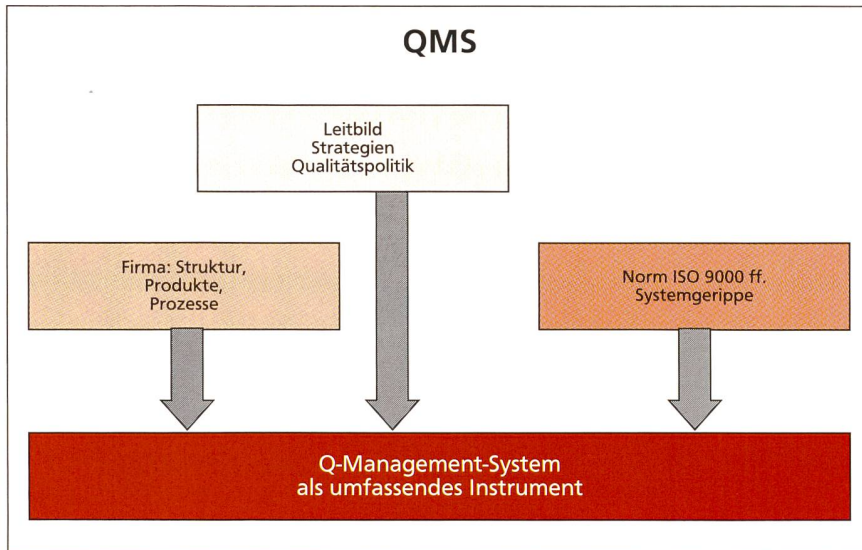 QMS
Leitbild
Strategien
Qualitätspolitik
Firma: Struktur,
Produkte,
Prozesse
Norm ISO 9000 ff.
Systemgerippe
Q-Management-System
als umfassendes Instrument